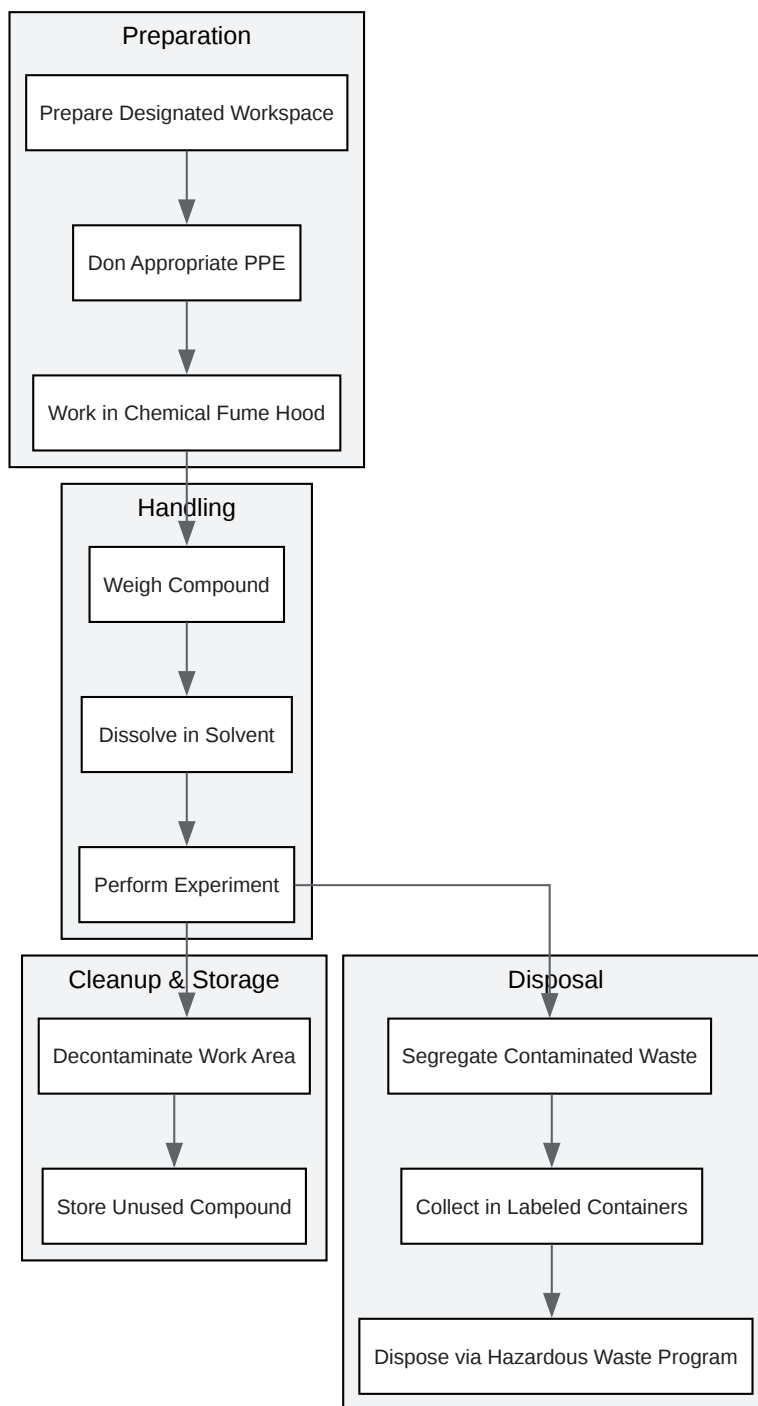 Preparation
Prepare Designated Workspace
Don Appropriate PPE
Work in Chemical Fume Hood
Handling
Weigh Compound
Dissolve in Solvent
Perform Experiment
Cleanup & Storage
Decontaminate Work Area
Store Unused Compound
Disposal
Segregate Contaminated Waste
Collect in Labeled Containers
Dispose via Hazardous Waste Program